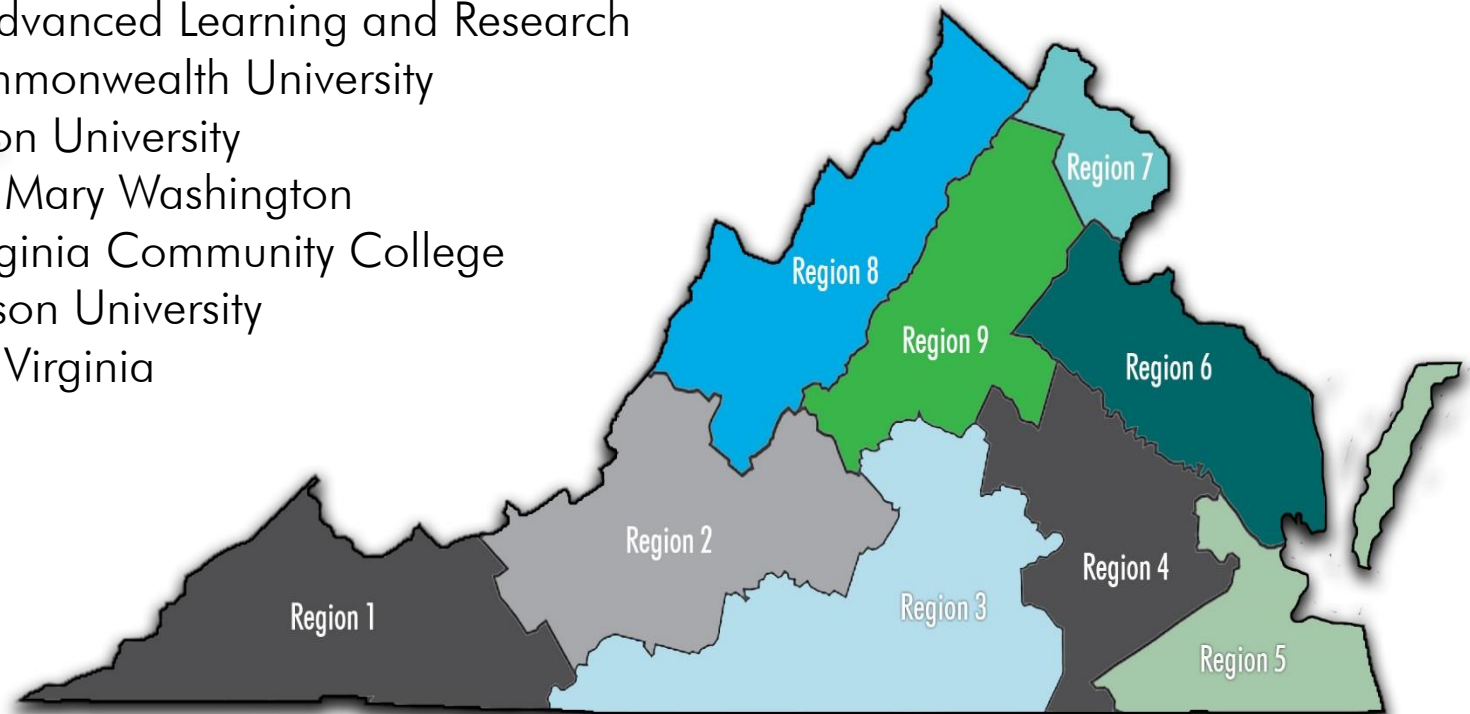 dvanced Learning and Research
mmonwealth University
on University
Mary Washington
ginia Community College
son University
Virginia
Region 7
Region 8
Region 9
Region 6
Region 2
Region 4
Region 3
Region 1
Region 5